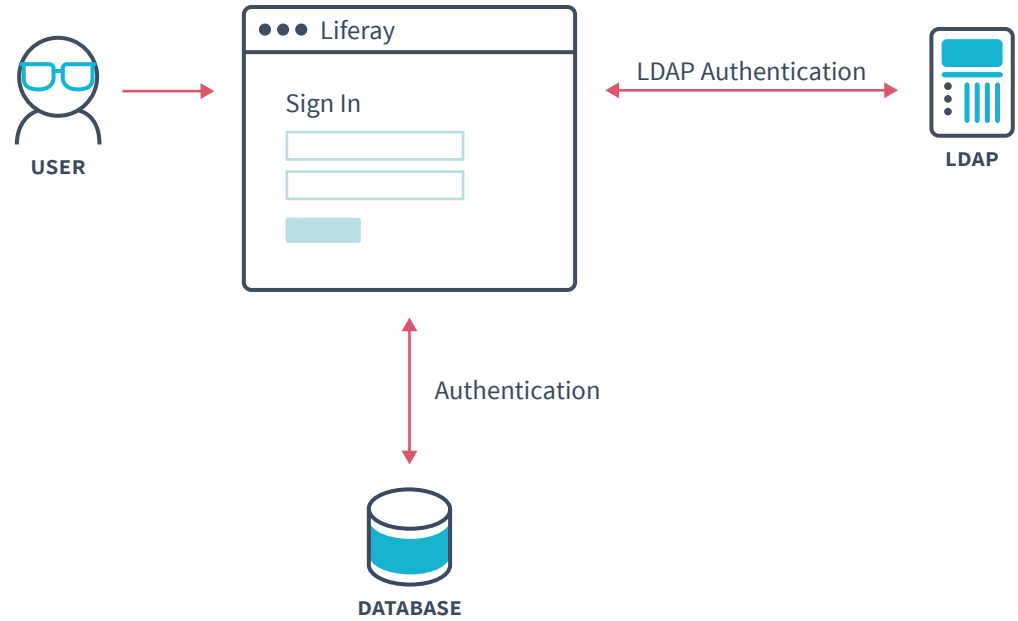 Liferay
LDAP Authentication
Sign In
USER
LDAP
Authentication
DATABASE